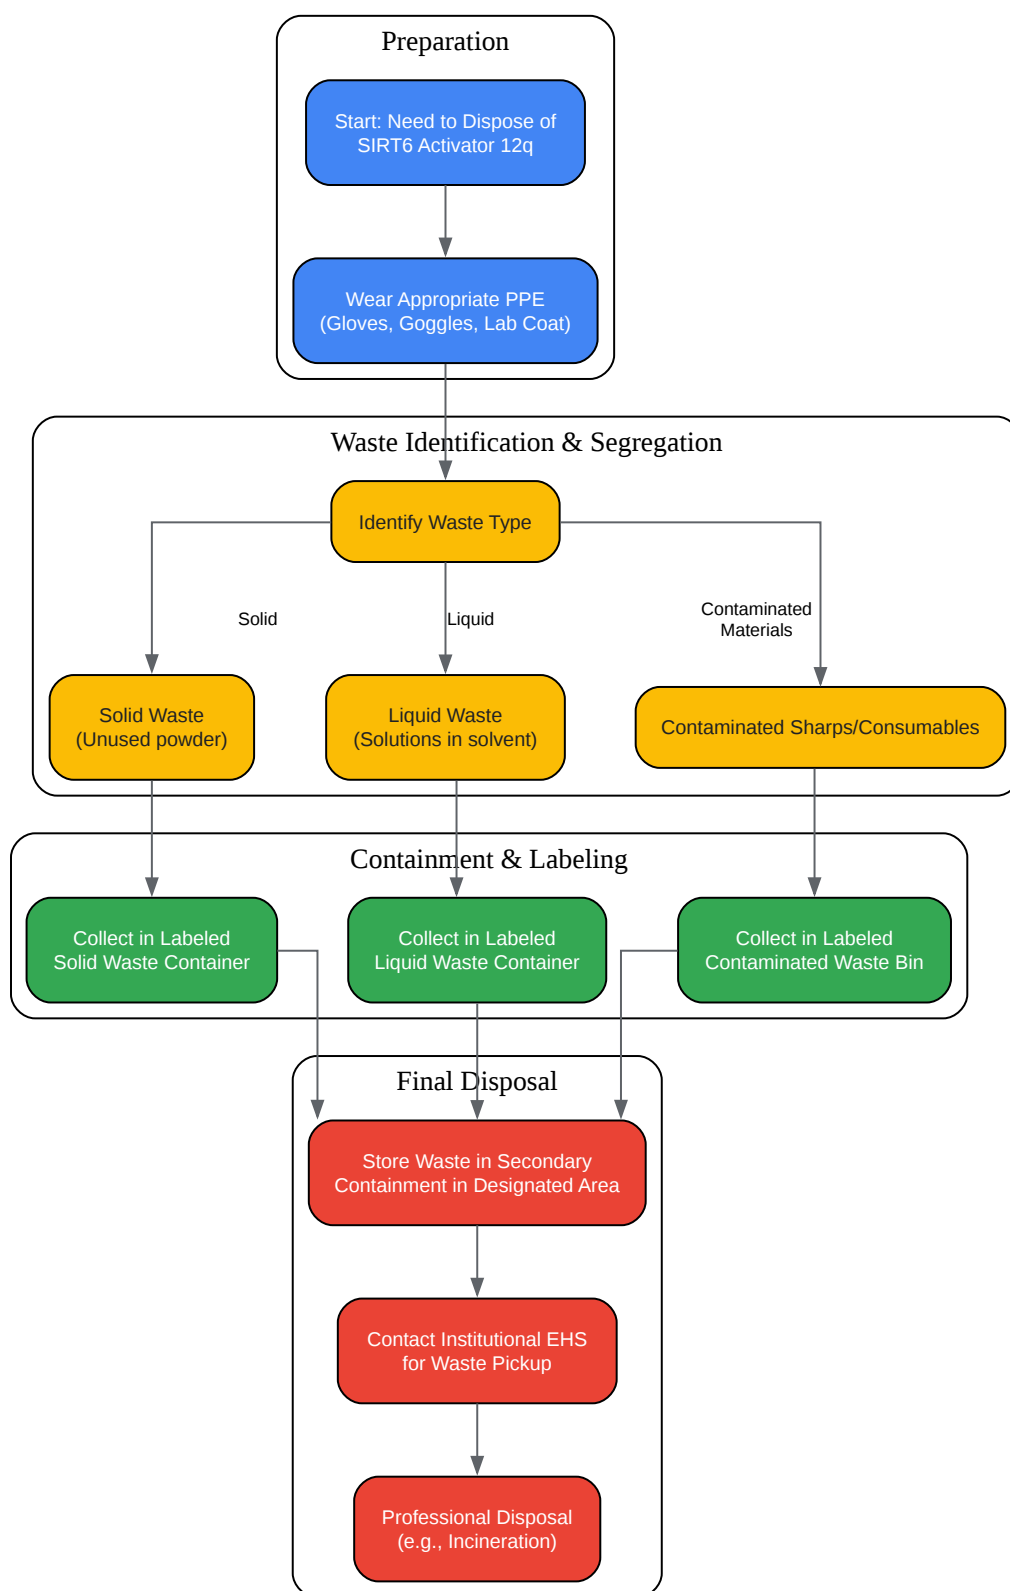 Preparation
Start: Need to Dispose of
SIRT6 Activator 12q
Wear Appropriate PPE
(Gloves, Goggles, Lab Coat)
Waste Identification & Segregation
Identify Waste Type
Solid
Liquid
Contaminated
Materials
Solid Waste
(Unused powder)
Liquid Waste
(Solutions in solvent)
Contaminated Sharps/Consumables
Containment & Labeling
Collect in Labeled
Solid Waste Container
Collect in Labeled
Liquid Waste Container
Collect in Labeled
Contaminated Waste Bin
Final Disposal
Store Waste in Secondary
Containment in Designated Area
Contact Institutional EHS
for Waste Pickup
Professional Disposal
(e.g., Incineration)